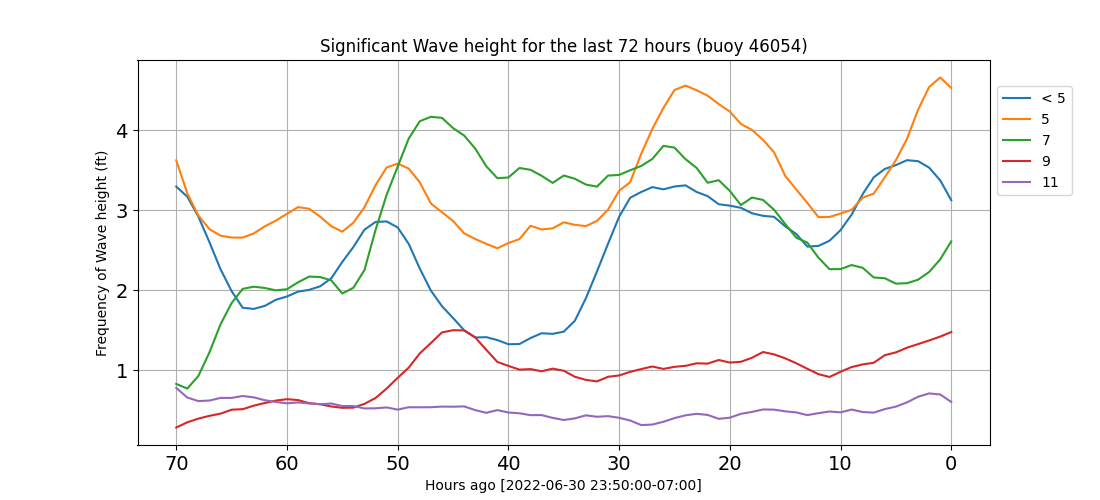 Significant Wave height for the last 72 hours (buoy 46054)
Frequency of Wave height (ft)
4
3
2
1
70 60 50 40 30 20 10 0
Hours ago [2022-06-30 23:50:00-07:00]
< 5
5
7
9
11